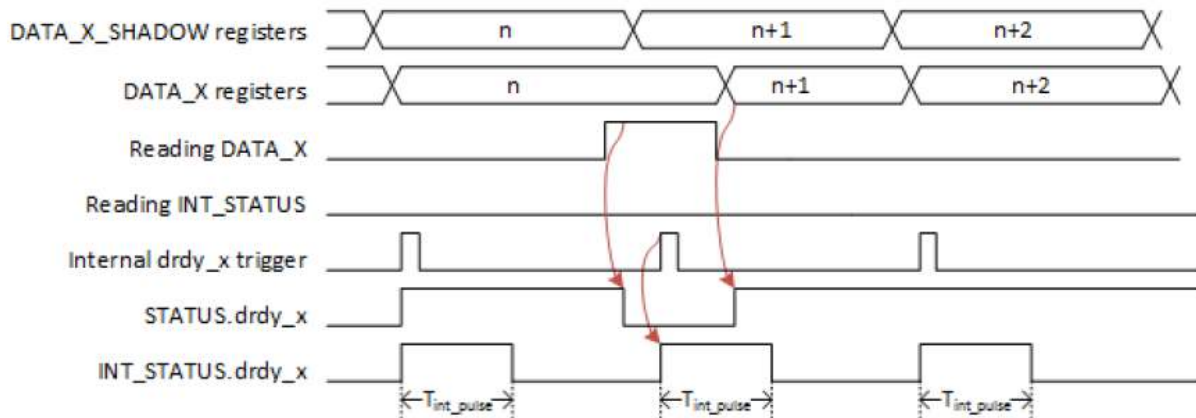 DATA_X_SHADOW registers n n+1 n+2
DATA_X registers n n+1 n+2
Reading DATA_X
Reading INT_STATUS
Internal drdy_x trigger
STATUS.drdy_x
INT_STATUS.drdy_x
Tint_pulse Tint_pulse Tint_pulse